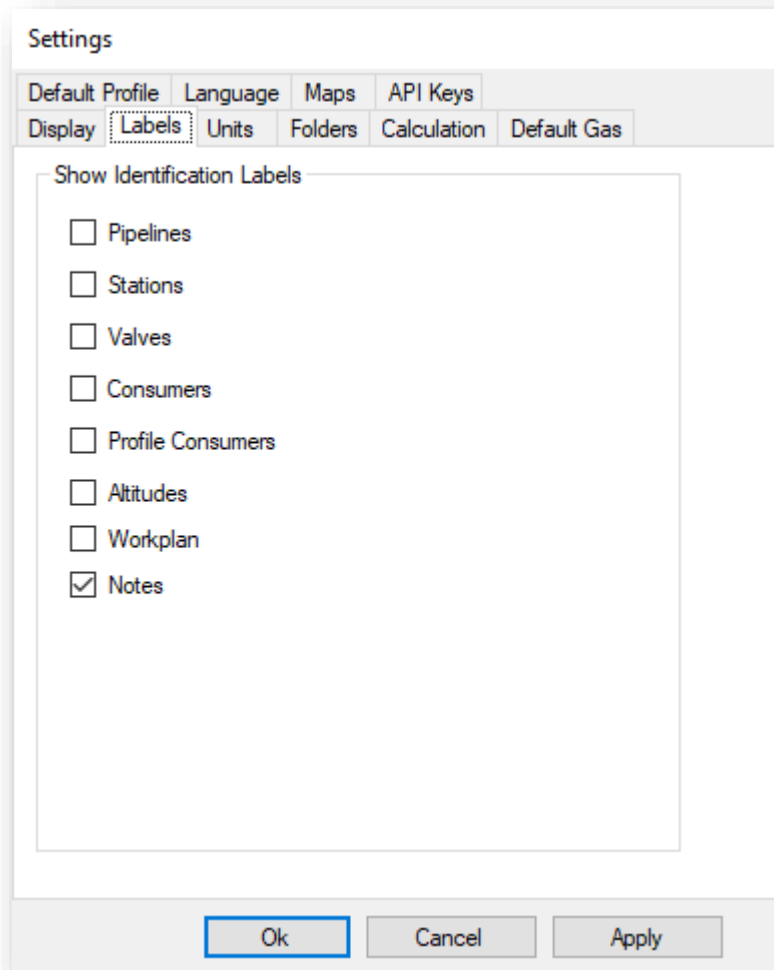 Settings
Default Profile Language Maps API Keys
Display Labels Units Folders Calculation Default Gas
Show Identification Labels
Pipelines
Stations
Valves
Consumers
Profile Consumers
Altitudes
Workplan
Notes
Ok Cancel Apply